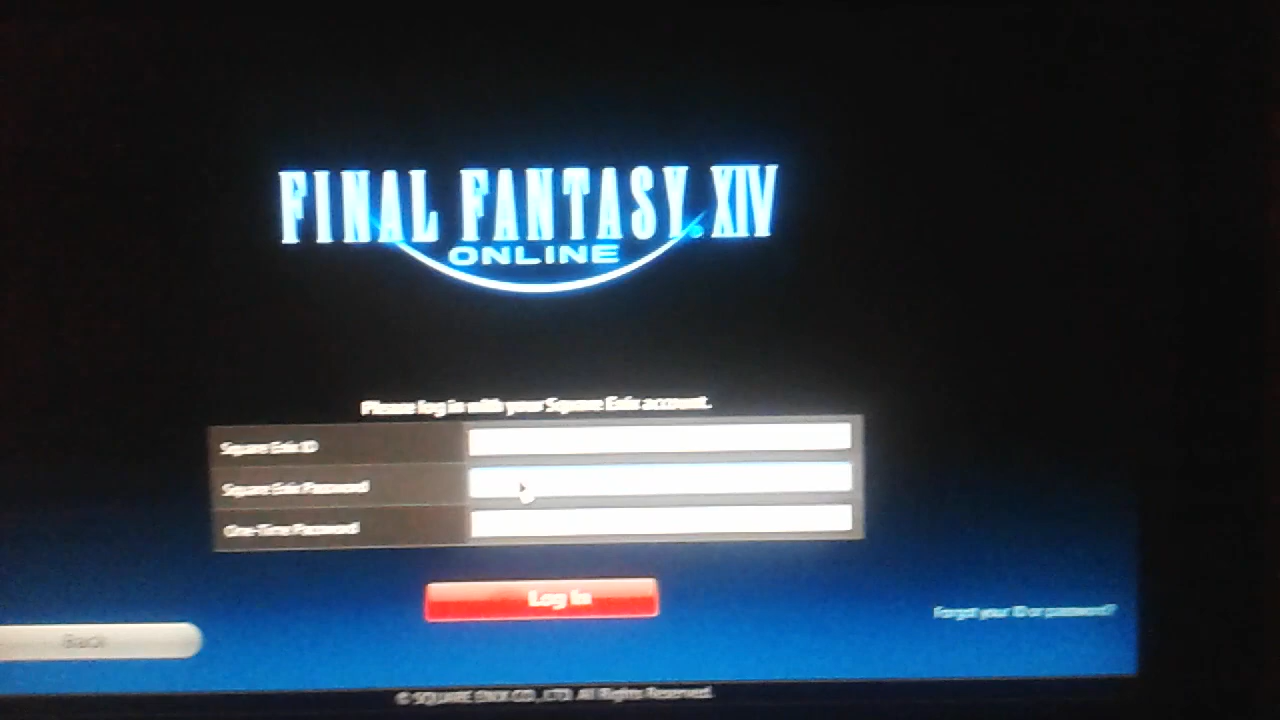 FINAL FANTASY. XIV
ONLINE
Please log in with your Square Enix account.
Square Enix ID
Square Enix Password
One-Time Password
Log In
Forgot your ID or password?
Back
© SQUARE ENIX CO., LTD. All Rights Reserved.